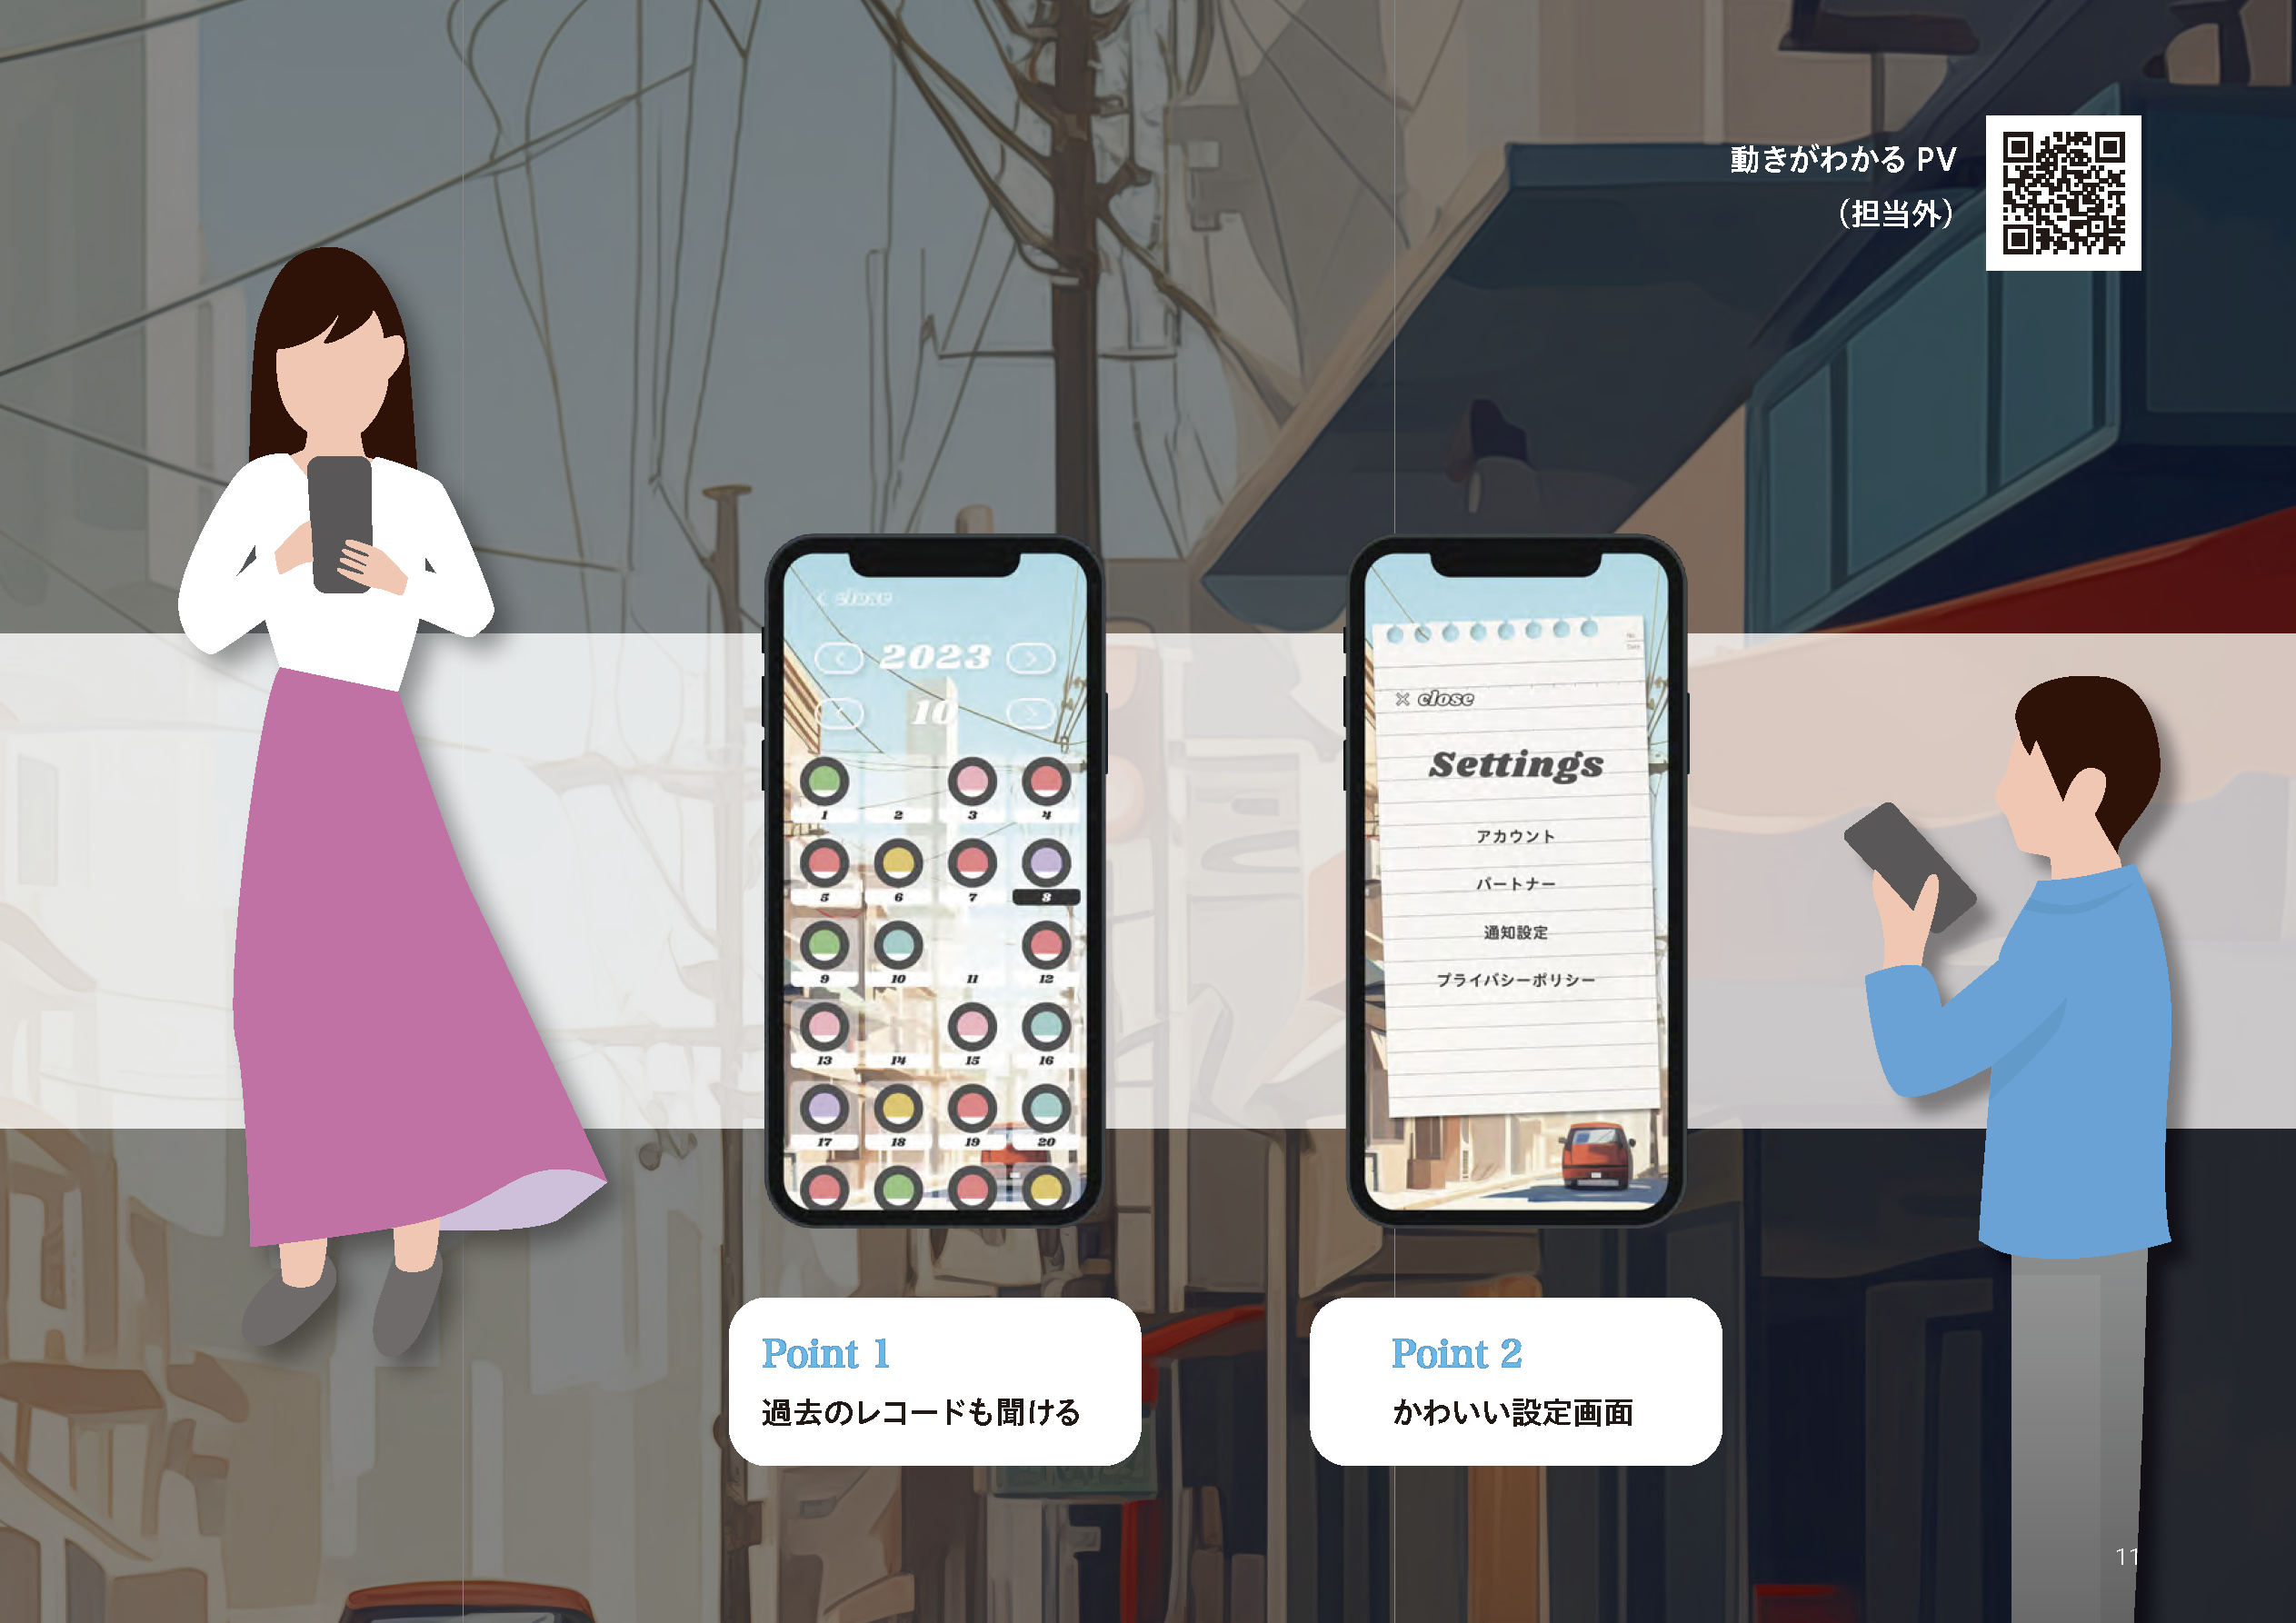 動きがわかる PV
（担当外）
< close
2023
10
1 2 3 4
5 6 7 8
9 10 11 12
13 14 15 16
17 18 19 20
No.
Date
× close
Settings
アカウント
パートナー
通知設定
プライバシーポリシー
Point 1
過去のレコードも聞ける
Point 2
かわいい設定画面
11